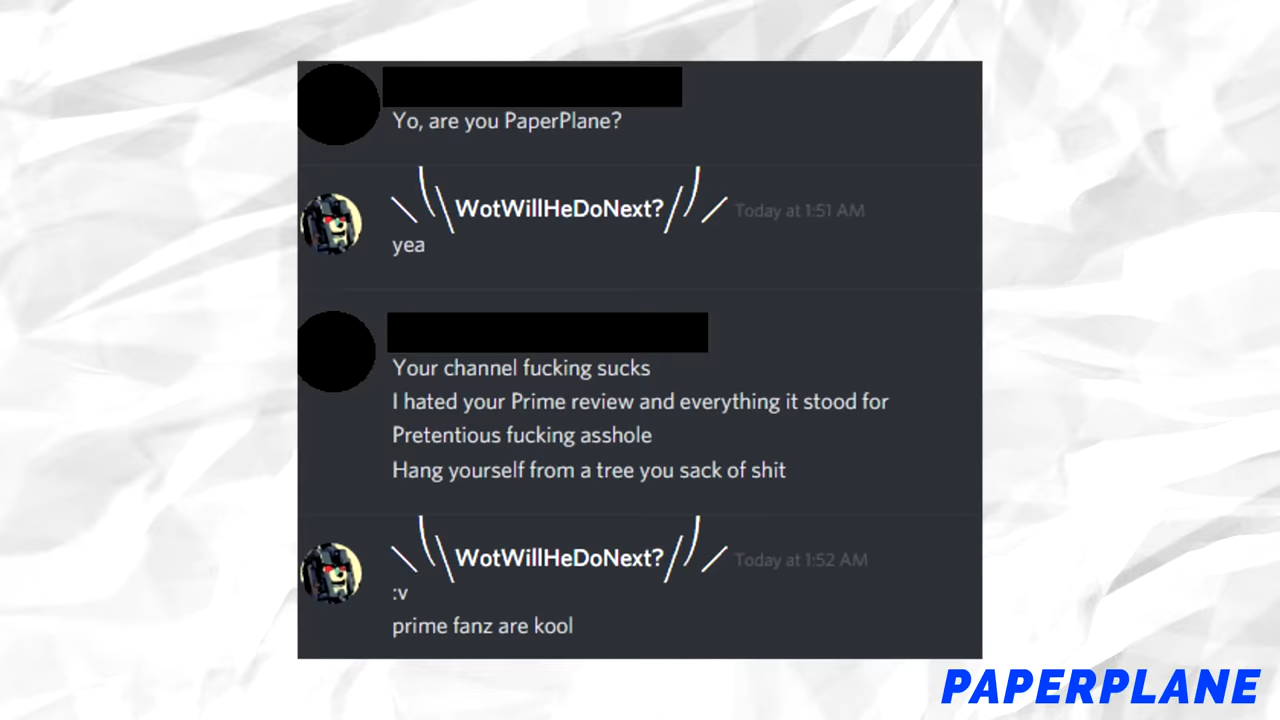 Yo, are you PaperPlane?
WotWillHeDoNext? Today at 1:51 AM
yea
Your channel fucking sucks
I hated your Prime review and everything it stood for
Pretentious fucking asshole
Hang yourself from a tree you sack of shit
WotWillHeDoNext? Today at 1:52 AM
:v
prime fanz are kool
PAPERPLANE